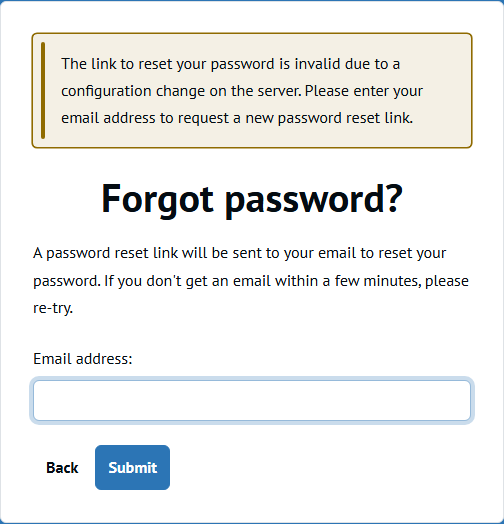 The link to reset your password is invalid due to a
configuration change on the server. Please enter your
email address to request a new password reset link.
Forgot password?
A password reset link will be sent to your email to reset your
password. If you don't get an email within a few minutes, please
re-try.
Email address:
Back Submit